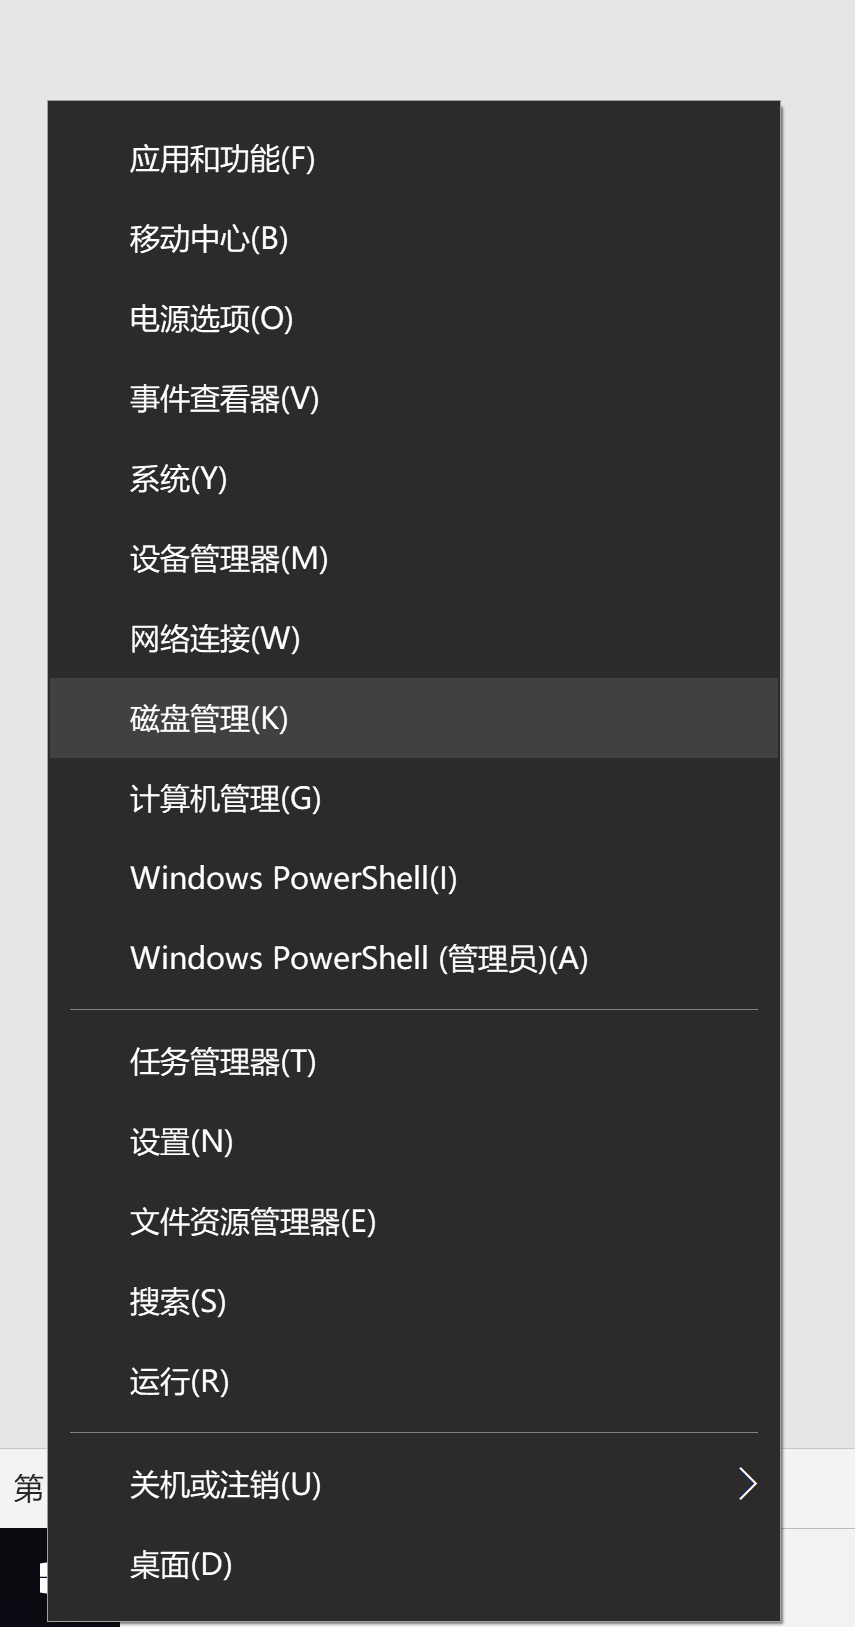 应用和功能(F)
移动中心(B)
电源选项(O)
事件查看器(V)
系统(Y)
设备管理器(M)
网络连接(W)
磁盘管理(K)
计算机管理(G)
Windows PowerShell(I)
Windows PowerShell (管理员)(A)
任务管理器(T)
设置(N)
文件资源管理器(E)
搜索(S)
运行(R)
第
关机或注销(U)
桌面(D)